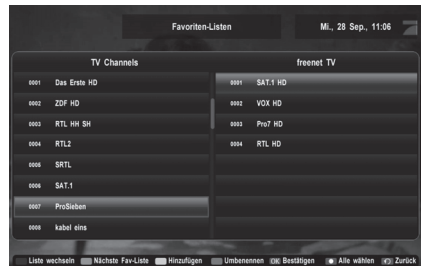 Favoriten-Listen
Mi., 28 Sep., 11:06
TV Channels
0001 Das Erste HD
0002 ZDF HD
0003 RTL HH SH
0004 RTL2
0005 SRTL
0006 SAT.1
0007 ProSieben
0008 kabel eins
freenet TV
0001 SAT.1 HD
0002 VOX HD
0003 Pro7 HD
0004 RTL HD
Liste wechseln Nächste Fav-Liste Hinzufügen Umbenennen OK Bestätigen Alle wählen Zurück